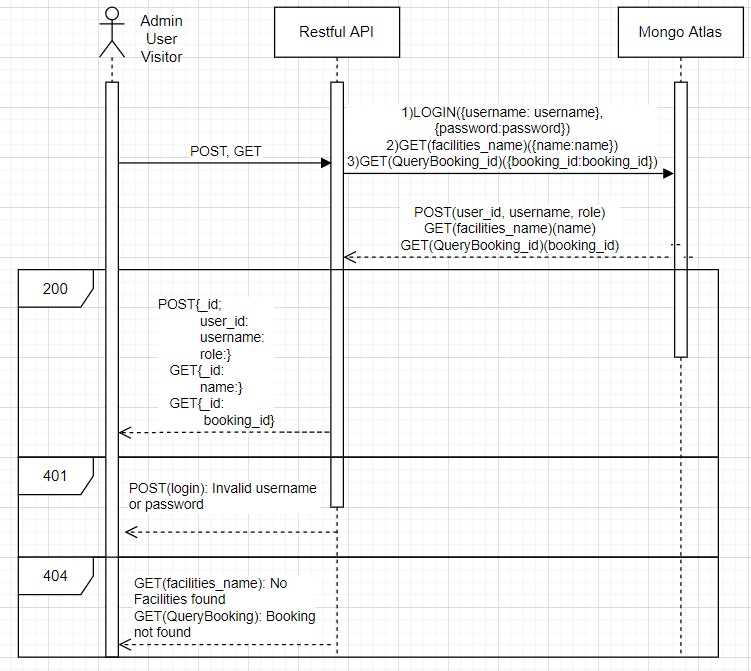 Admin
User
Visitor
Restful API
Mongo Atlas
1)LOGIN({username: username},
{password:password})
2)GET(facilities_name)({name:name})
3)GET(QueryBooking_id)({booking_id:booking_id})
POST, GET
POST(user_id, username, role)
GET(facilities_name)(name)
GET(QueryBooking_id)(booking_id)
200
POST{_id;
user_id:
username:
role:}
GET{_id:
name:}
GET{_id:
booking_id}
401
POST(login): Invalid username
or password
404
GET(facilities_name): No
Facilities found
GET(QueryBooking): Booking
not found